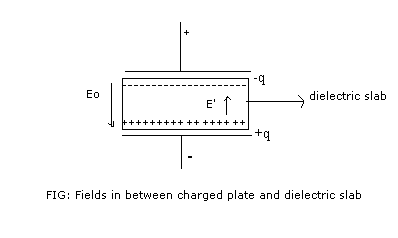 +
-q
Eo
dielectric slab
E'
- - - - - - - - - - - - - - - -
+ + + + + + + + + + + + + + +
+q
-
FIG: Fields in between charged plate and dielectric slab